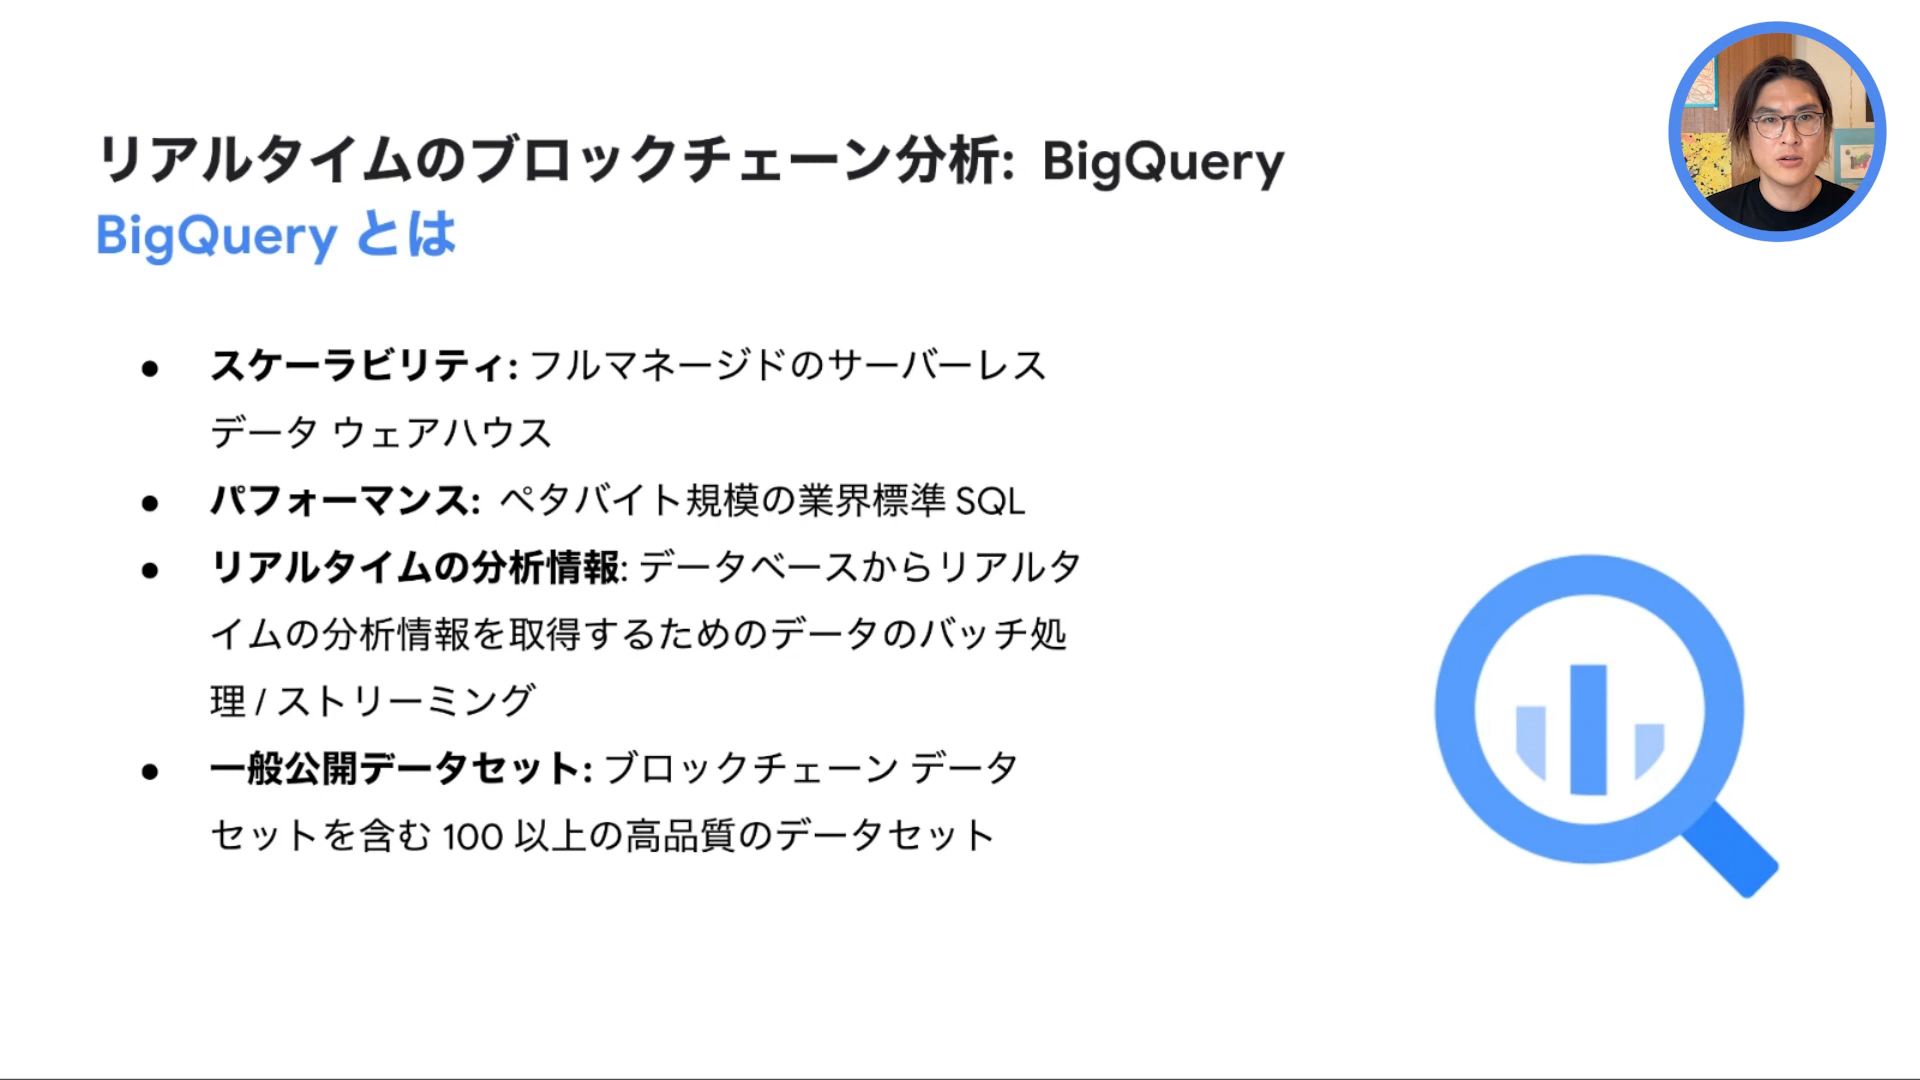 リアルタイムのブロックチェーン分析: BigQuery
BigQuery とは
● スケーラビリティ: フルマネージドのサーバーレス
データ ウェアハウス
● パフォーマンス: ペタバイト規模の業界標準 SQL
● リアルタイムの分析情報: データベースからリアルタ
イムの分析情報を取得するためのデータのバッチ処
理 / ストリーミング
● 一般公開データセット: ブロックチェーン データ
セットを含む 100 以上の高品質のデータセット